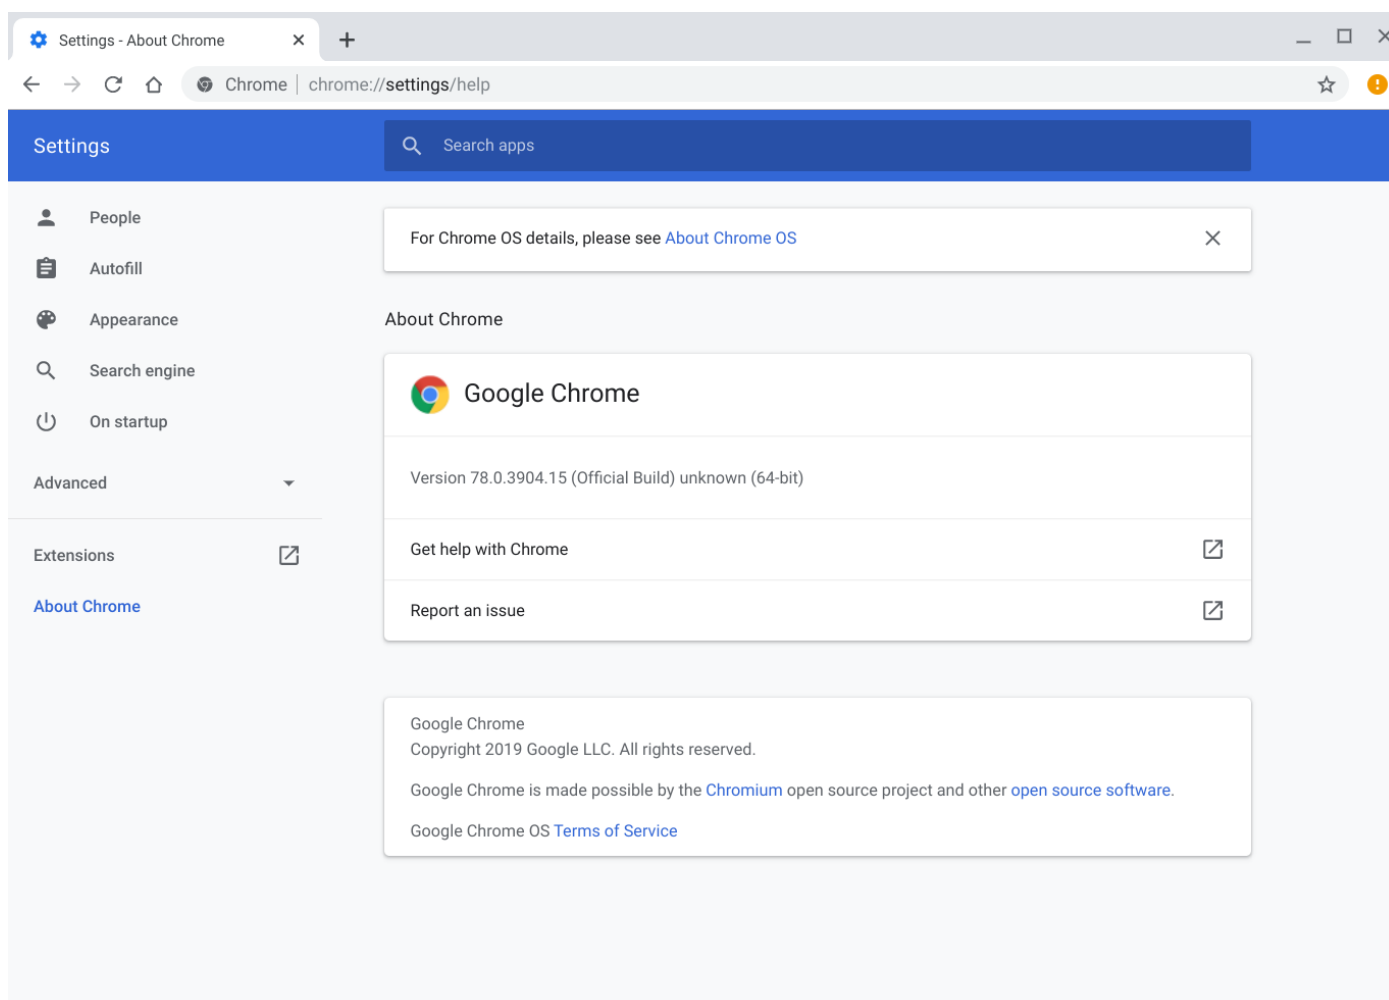 Settings - About Chrome
Chrome | chrome://settings/help
Settings
Search apps
People
Autofill
Appearance
Search engine
On startup
Advanced
Extensions
About Chrome
For Chrome OS details, please see About Chrome OS
About Chrome
Google Chrome
Version 78.0.3904.15 (Official Build) unknown (64-bit)
Get help with Chrome
Report an issue
Google Chrome
Copyright 2019 Google LLC. All rights reserved.
Google Chrome is made possible by the Chromium open source project and other open source software.
Google Chrome OS Terms of Service